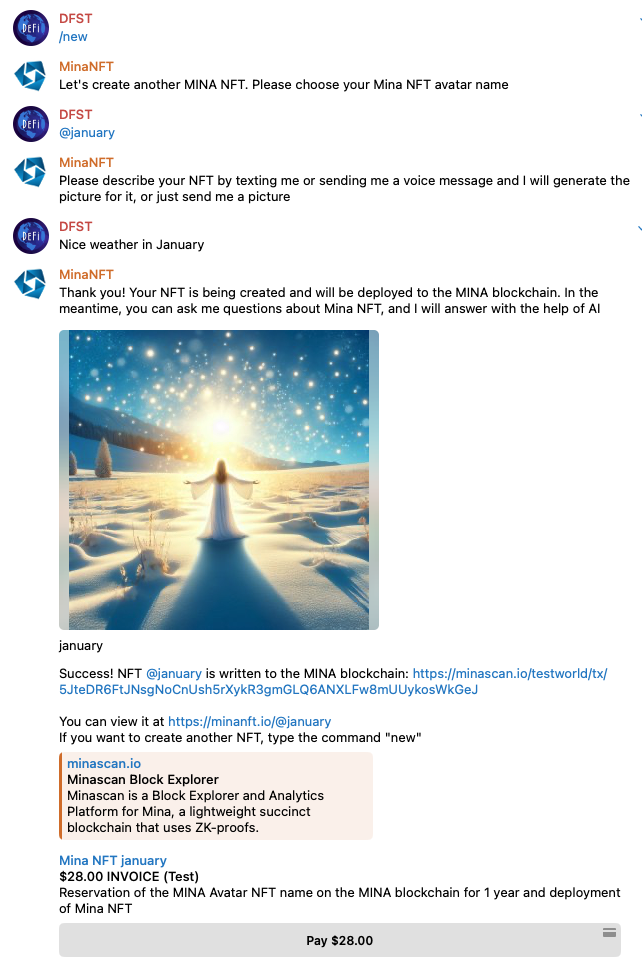 DFST
/new
MinaNFT
Let's create another MINA NFT. Please choose your Mina NFT avatar name
DFST
@january
MinaNFT
Please describe your NFT by texting me or sending me a voice message and I will generate the
picture for it, or just send me a picture
DFST
Nice weather in January
MinaNFT
Thank you! Your NFT is being created and will be deployed to the MINA blockchain. In the
meantime, you can ask me questions about Mina NFT, and I will answer with the help of AI
january
Success! NFT @january is written to the MINA blockchain: https://minascan.io/testworld/tx/
5JteDR6FtJNsgNoCnUsh5rXykR3gmGLQ6ANXLFw8mUUykosWkGeJ
You can view it at https://minanft.io/@january
If you want to create another NFT, type the command "new"
minascan.io
Minascan Block Explorer
Minascan is a Block Explorer and Analytics
Platform for Mina, a lightweight succinct
blockchain that uses ZK-proofs.
Mina NFT january
$28.00 INVOICE (Test)
Reservation of the MINA Avatar NFT name on the MINA blockchain for 1 year and deployment
of Mina NFT
Pay $28.00
DEFi
DEFi
DEFi